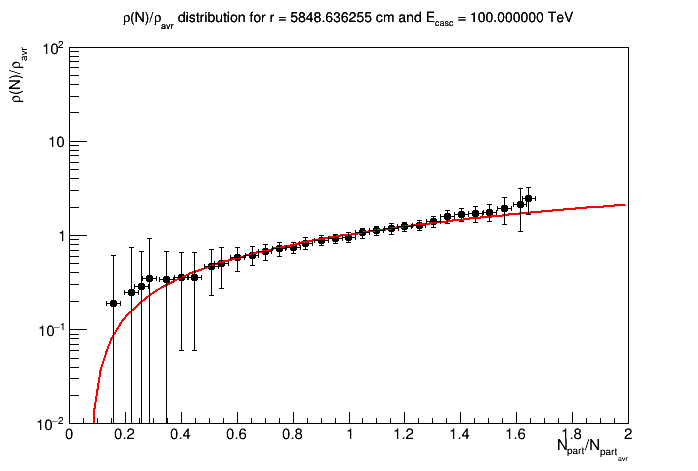 ρ(N)/ρavr distribution for r = 5848.636255 cm and Ecasc = 100.000000 TeV
ρ(N)/ρavr
10²
10
1
10⁻¹
10⁻²
0 0.2 0.4 0.6 0.8 1 1.2 1.4 1.6 1.8 2
Npart/Npartavr